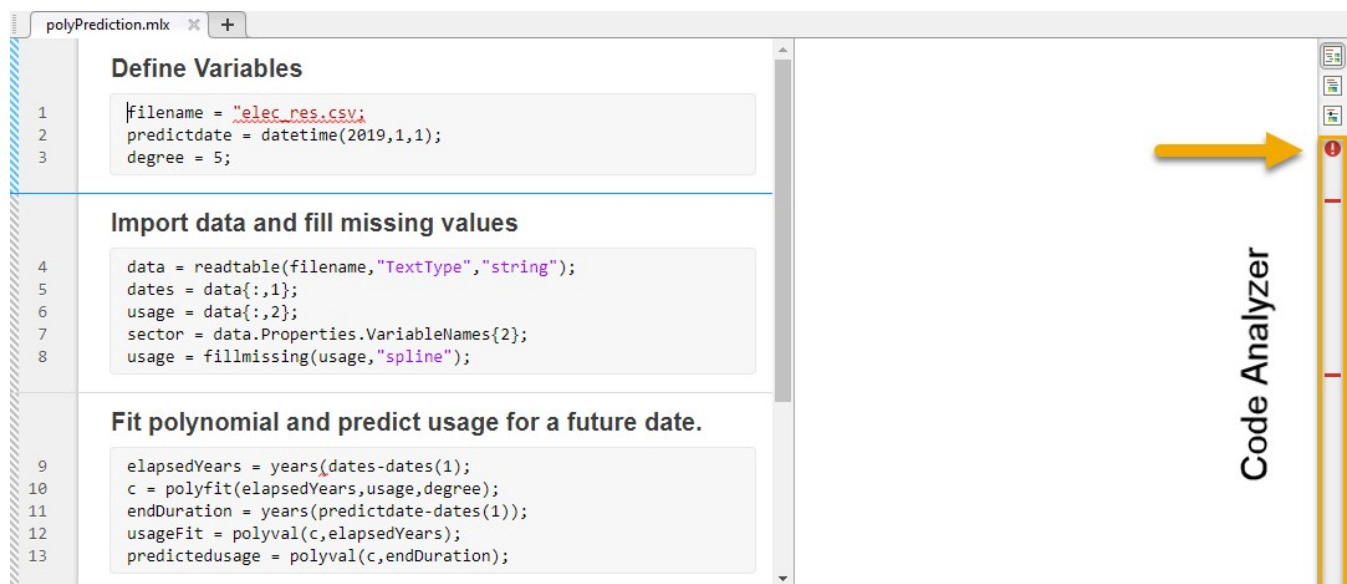 polyPrediction.mlx
Define Variables
1 filename = "elec_res.csv;
2 predictdate = datetime(2019,1,1);
3 degree = 5;
Import data and fill missing values
4 data = readtable(filename,"TextType","string");
5 dates = data{:,1};
6 usage = data{:,2};
7 sector = data.Properties.VariableNames{2};
8 usage = fillmissing(usage,"spline");
Fit polynomial and predict usage for a future date.
9 elapsedYears = years(dates-dates(1);
10 c = polyfit(elapsedYears,usage,degree);
11 endDuration = years(predictdate-dates(1));
12 usageFit = polyval(c,elapsedYears);
13 predictedusage = polyval(c,endDuration);
Code Analyzer